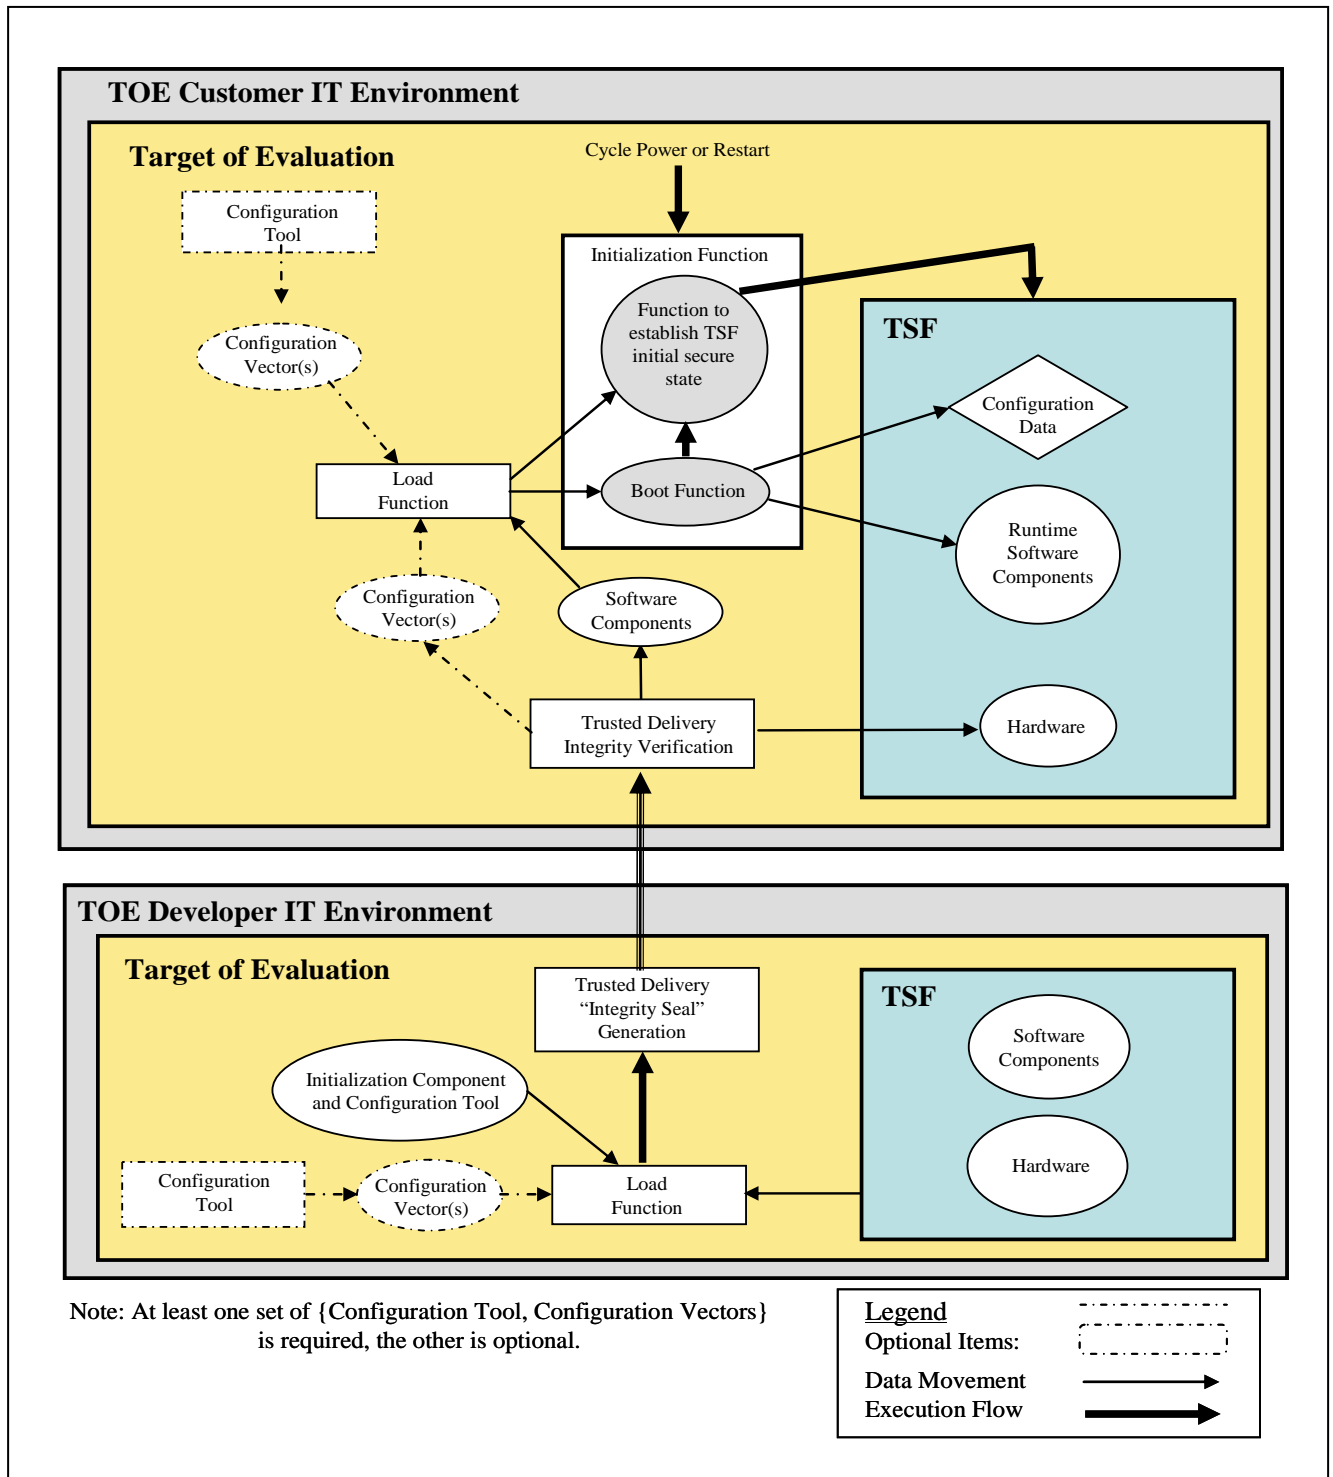 TOE Customer IT Environment
Target of Evaluation
Cycle Power or Restart
Configuration
Tool
Initialization Function
Function to
establish TSF
initial secure
state
TSF
Configuration
Vector(s)
Configuration
Data
Load
Function
Boot Function
Runtime
Software
Components
Configuration
Vector(s)
Software
Components
Trusted Delivery
Integrity Verification
Hardware
TOE Developer IT Environment
Target of Evaluation
Trusted Delivery
“Integrity Seal”
Generation
TSF
Software
Components
Initialization Component
and Configuration Tool
Hardware
Configuration
Tool
Configuration
Vector(s)
Load
Function
Note: At least one set of {Configuration Tool, Configuration Vectors}
is required, the other is optional.
Legend
Optional Items:
Data Movement
Execution Flow